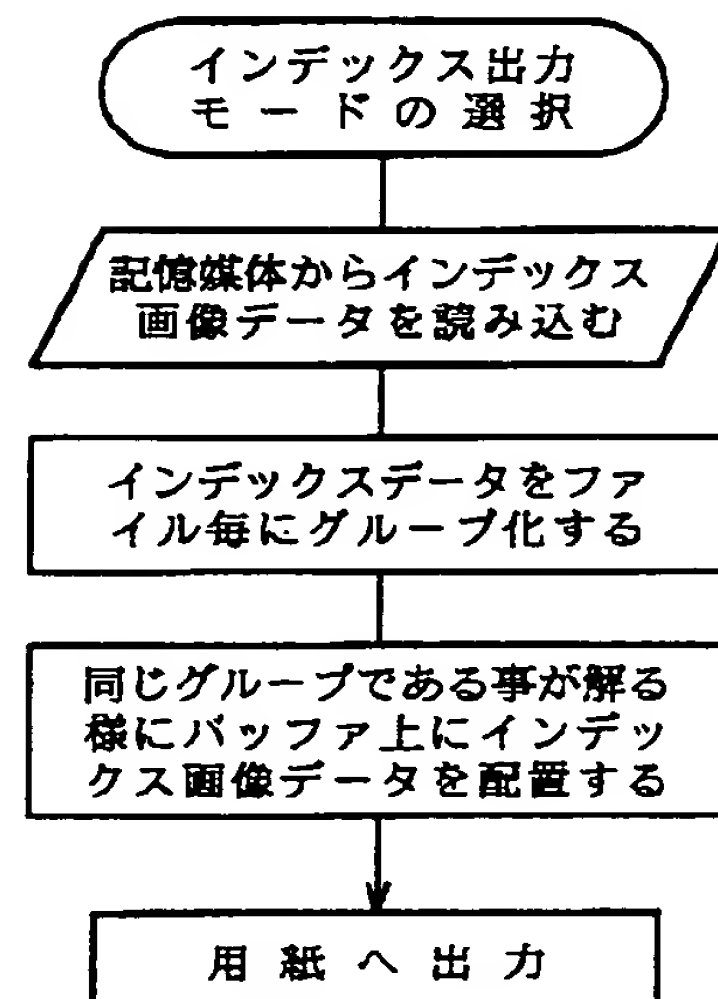 インデックス出力
モードの選択
記憶媒体からインデックス
画像データを読み込む
インデックスデータをファ
イル毎にグループ化する
同じグループである事が解る
様にバッファ上にインデッ
クス画像データを配置する
用紙へ出力